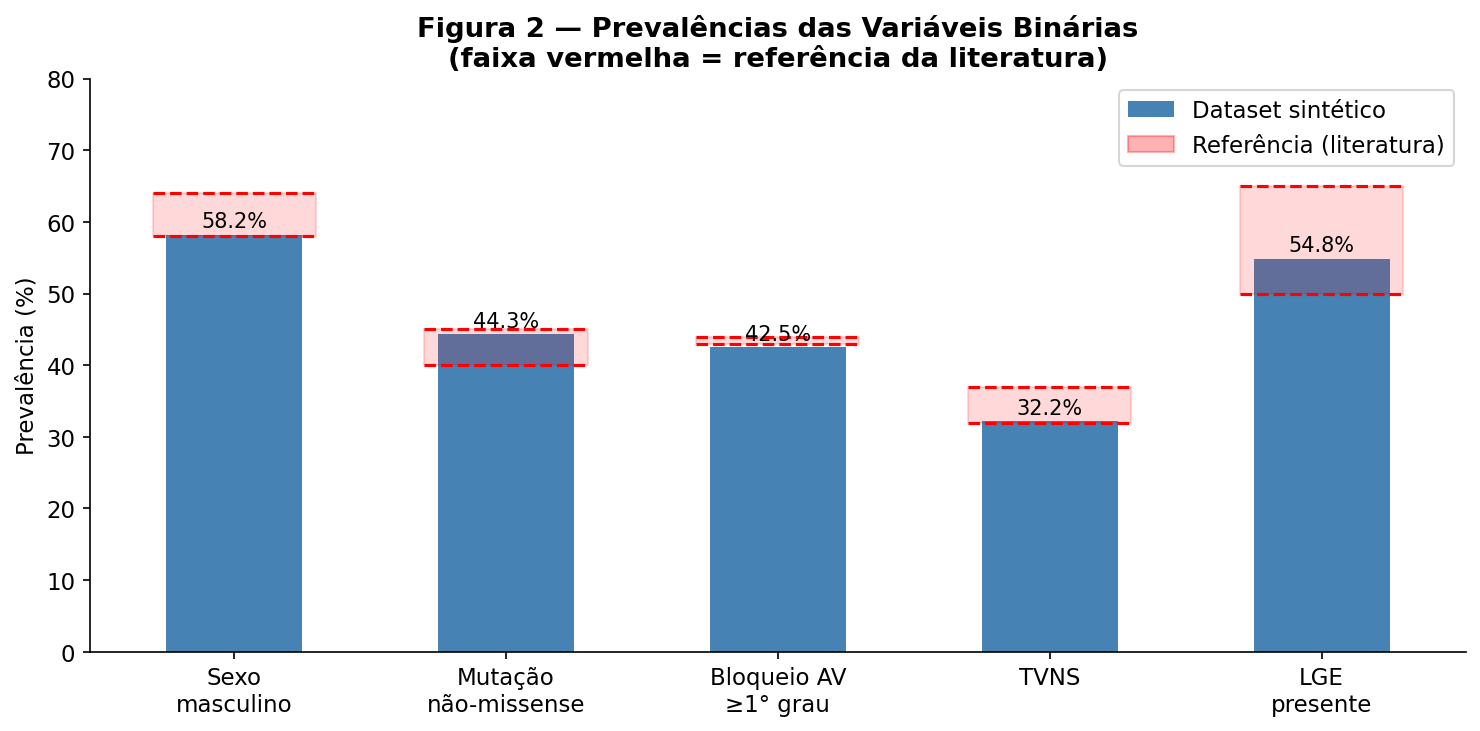 Figura 2 — Prevalências das Variáveis Binárias
(faixa vermelha = referência da literatura)
Dataset sintético
Referência (literatura)
Prevalência (%)
80
70
60
50
40
30
20
10
0
58.2%
44.3%
42.5%
32.2%
54.8%
Sexo
masculino
Mutação
não-missense
Bloqueio AV
≥1° grau
TVNS
LGE
presente